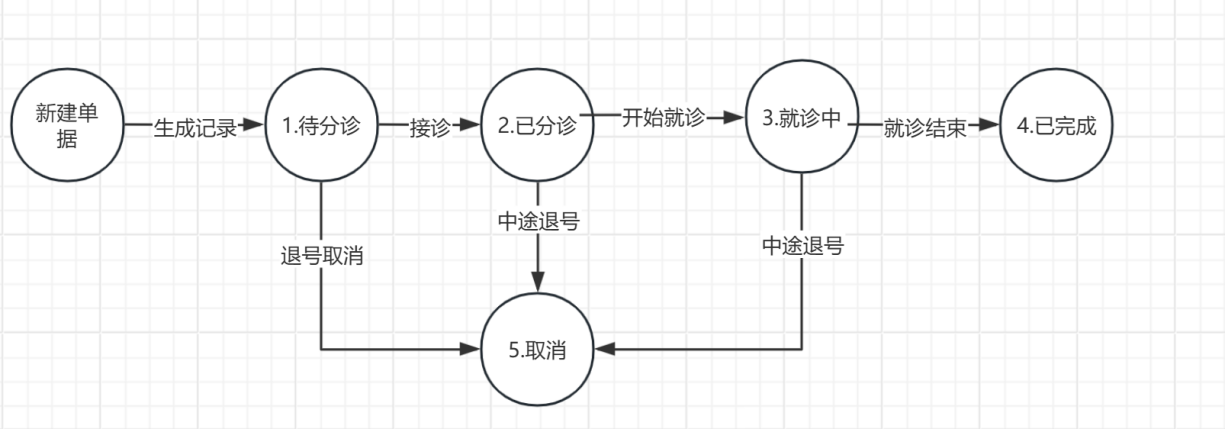 新建单
据
生成记录
1.待分诊
接诊
2.已分诊
开始就诊
3.就诊中
就诊结束
4.已完成
退号取消
中途退号
中途退号
5.取消